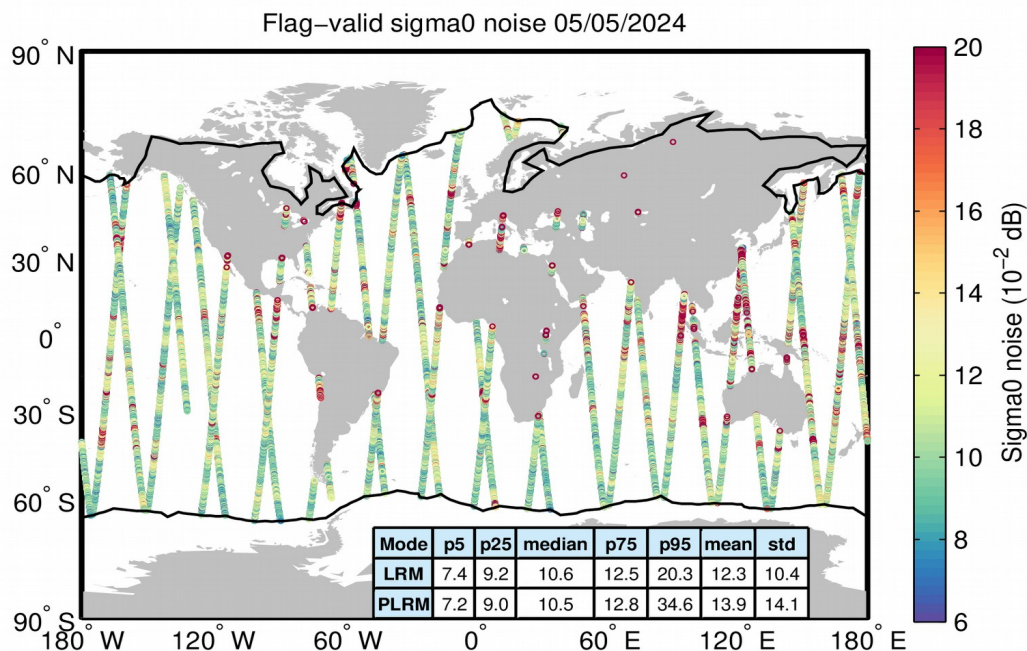 Flag−valid sigma0 noise 05/05/2024
90° N
60° N
30° N
0°
30° S
60° S
90° S
180° W
120° W
60° W
0°
60° E
120° E
180° E
20
18
16
14
12
10
8
6
Sigma0 noise (10⁻² dB)
Mode p5 p25 median p75 p95 mean std
LRM 7.4 9.2 10.6 12.5 20.3 12.3 10.4
PLRM 7.2 9.0 10.5 12.8 34.6 13.9 14.1